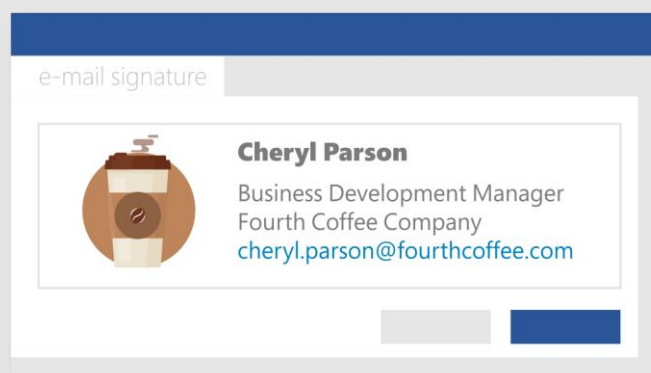 e-mail signature
Cheryl Parson
Business Development Manager
Fourth Coffee Company
cheryl.parson@fourthcoffee.com